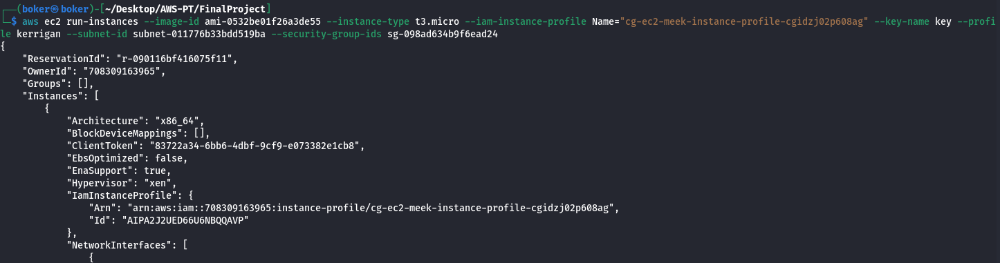 ┌──(boker㉿boker)-[~/Desktop/AWS-PT/FinalProject]
└─$ aws ec2 run-instances --image-id ami-0532be01f26a3de55 --instance-type t3.micro --iam-instance-profile Name="cg-ec2-meek-instance-profile-cgidzj02p608ag" --key-name key --profi
le kerrigan --subnet-id subnet-011776b33bdd519ba --security-group-ids sg-098ad634b9f6ead24
{
    "ReservationId": "r-090116bf416075f11",
    "OwnerId": "708309163965",
    "Groups": [],
    "Instances": [
        {
            "Architecture": "x86_64",
            "BlockDeviceMappings": [],
            "ClientToken": "83722a34-6bb6-4dbf-9cf9-e073382e1cb8",
            "EbsOptimized": false,
            "EnaSupport": true,
            "Hypervisor": "xen",
            "IamInstanceProfile": {
                "Arn": "arn:aws:iam::708309163965:instance-profile/cg-ec2-meek-instance-profile-cgidzj02p608ag",
                "Id": "AIPA2J2UED66U6NBQQAVP"
            },
            "NetworkInterfaces": [
                {